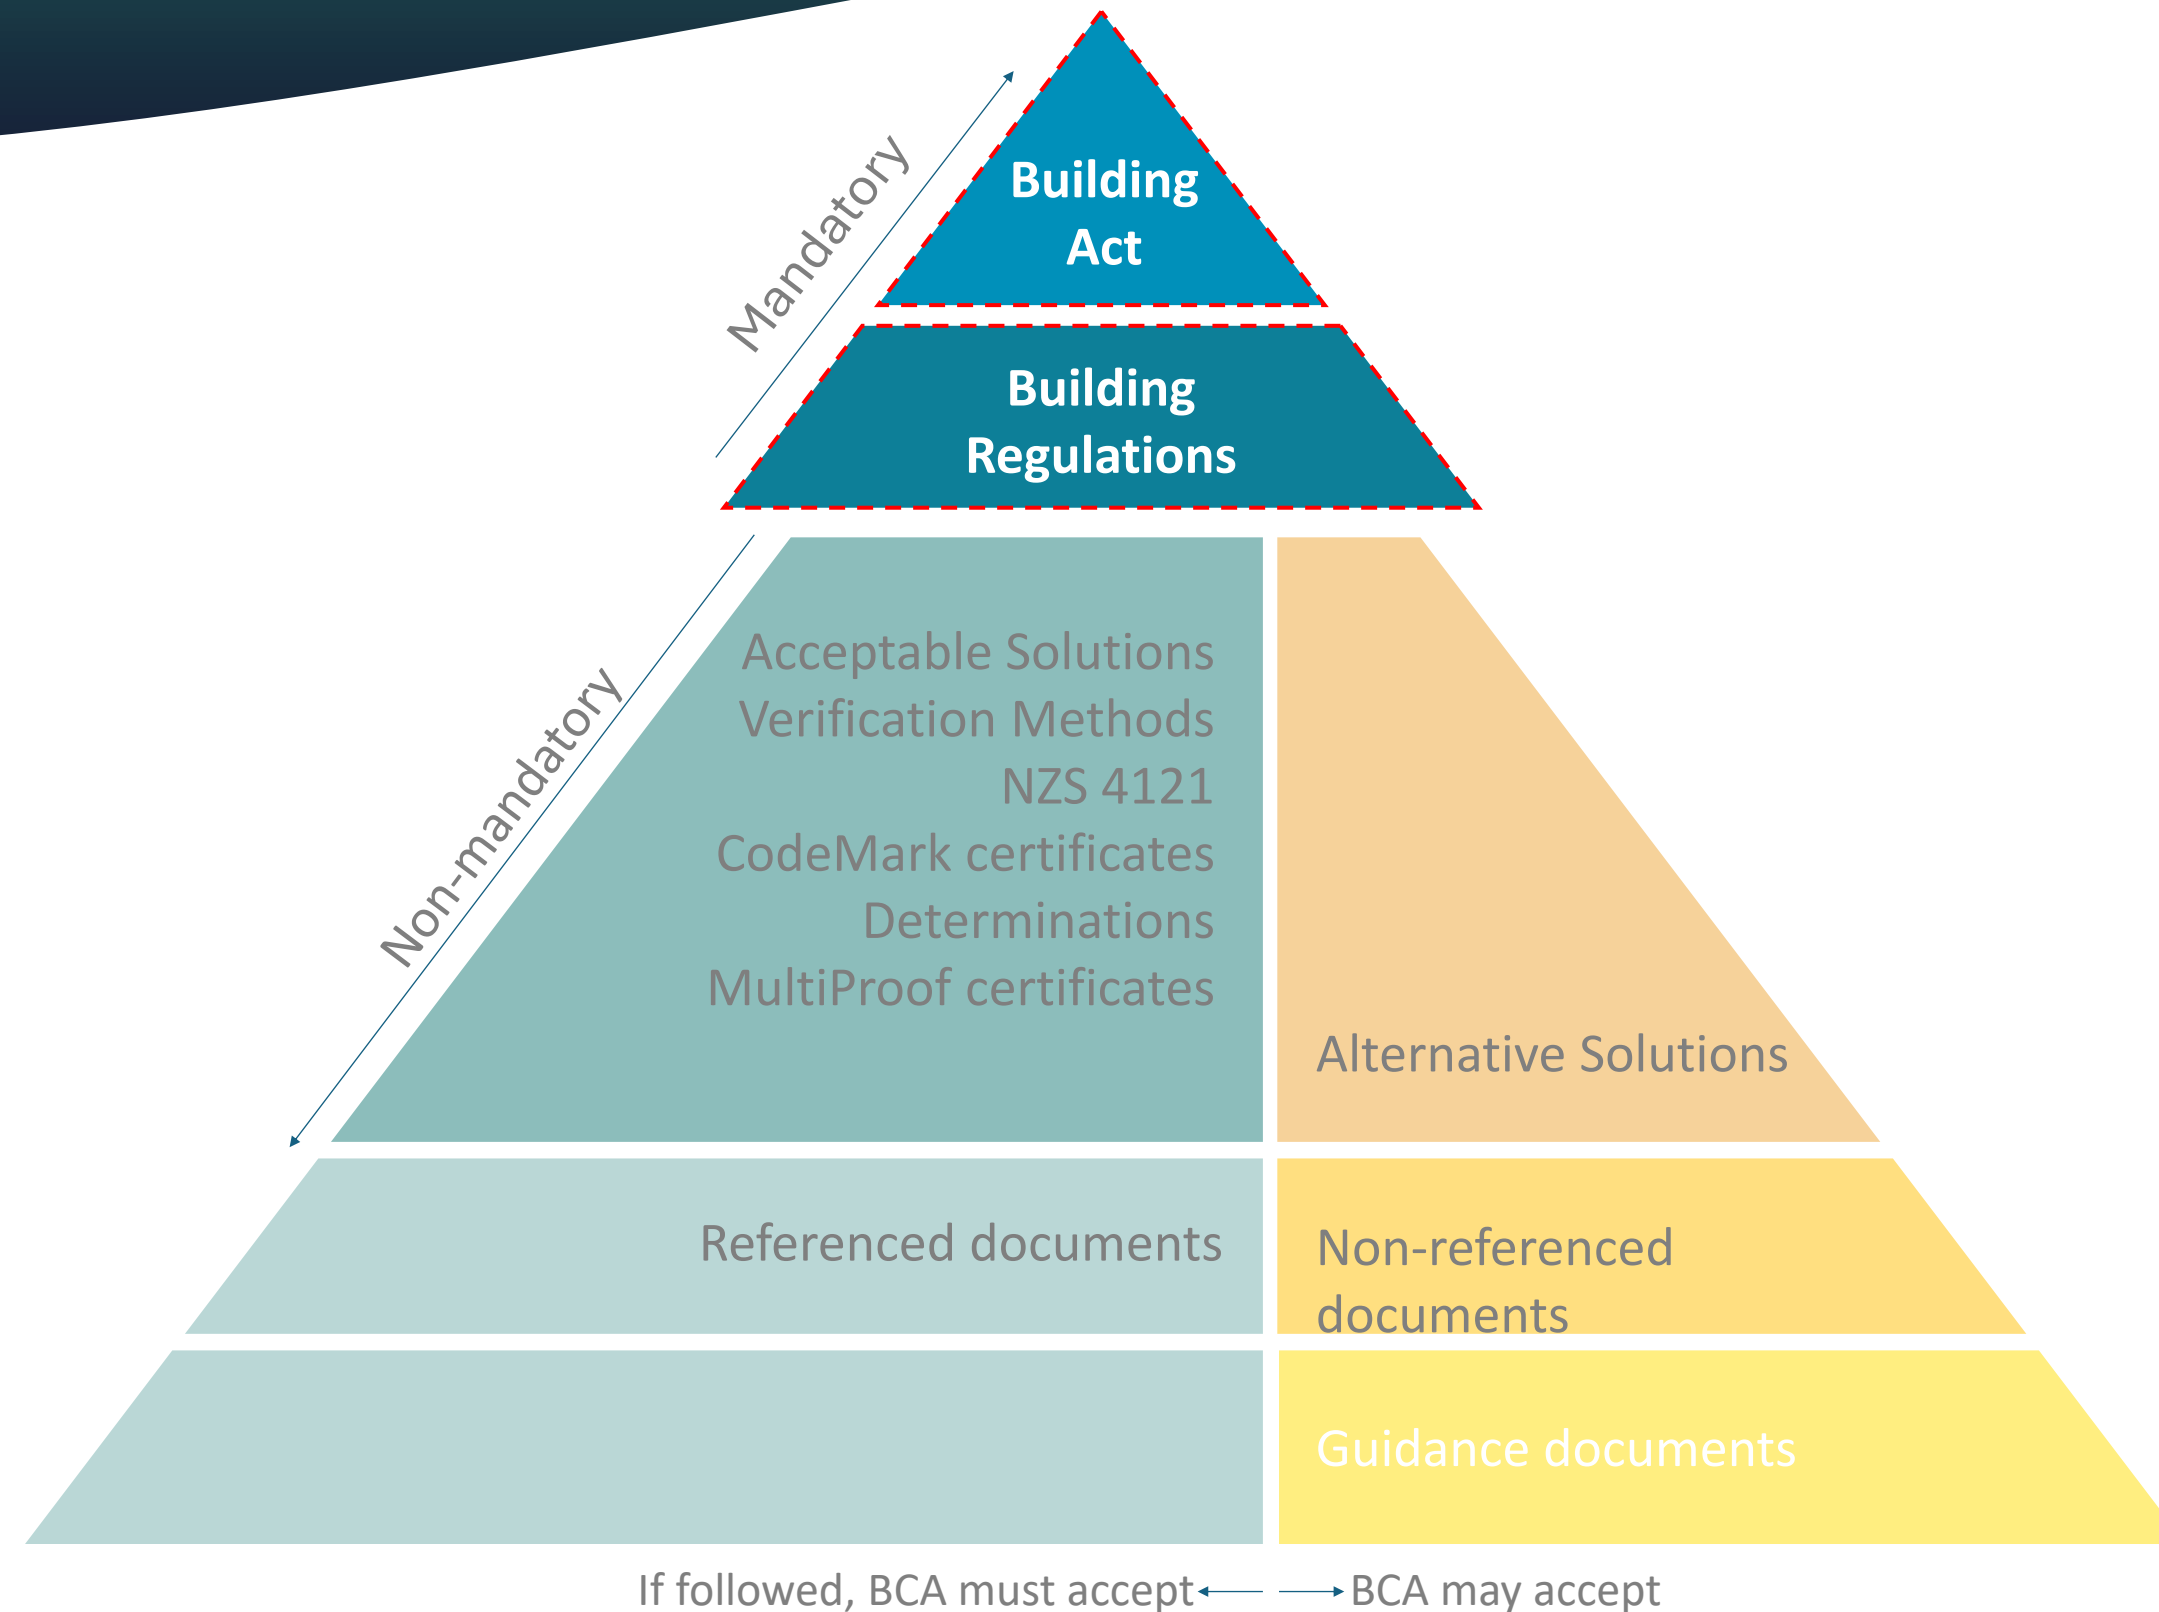 Mandatory
Building
Act
Building
Regulations
Non-mandatory
Acceptable Solutions
Verification Methods
NZS 4121
CodeMark certificates
Determinations
MultiProof certificates
Alternative Solutions
Referenced documents
Non-referenced
documents
Guidance documents
If followed, BCA must accept
BCA may accept